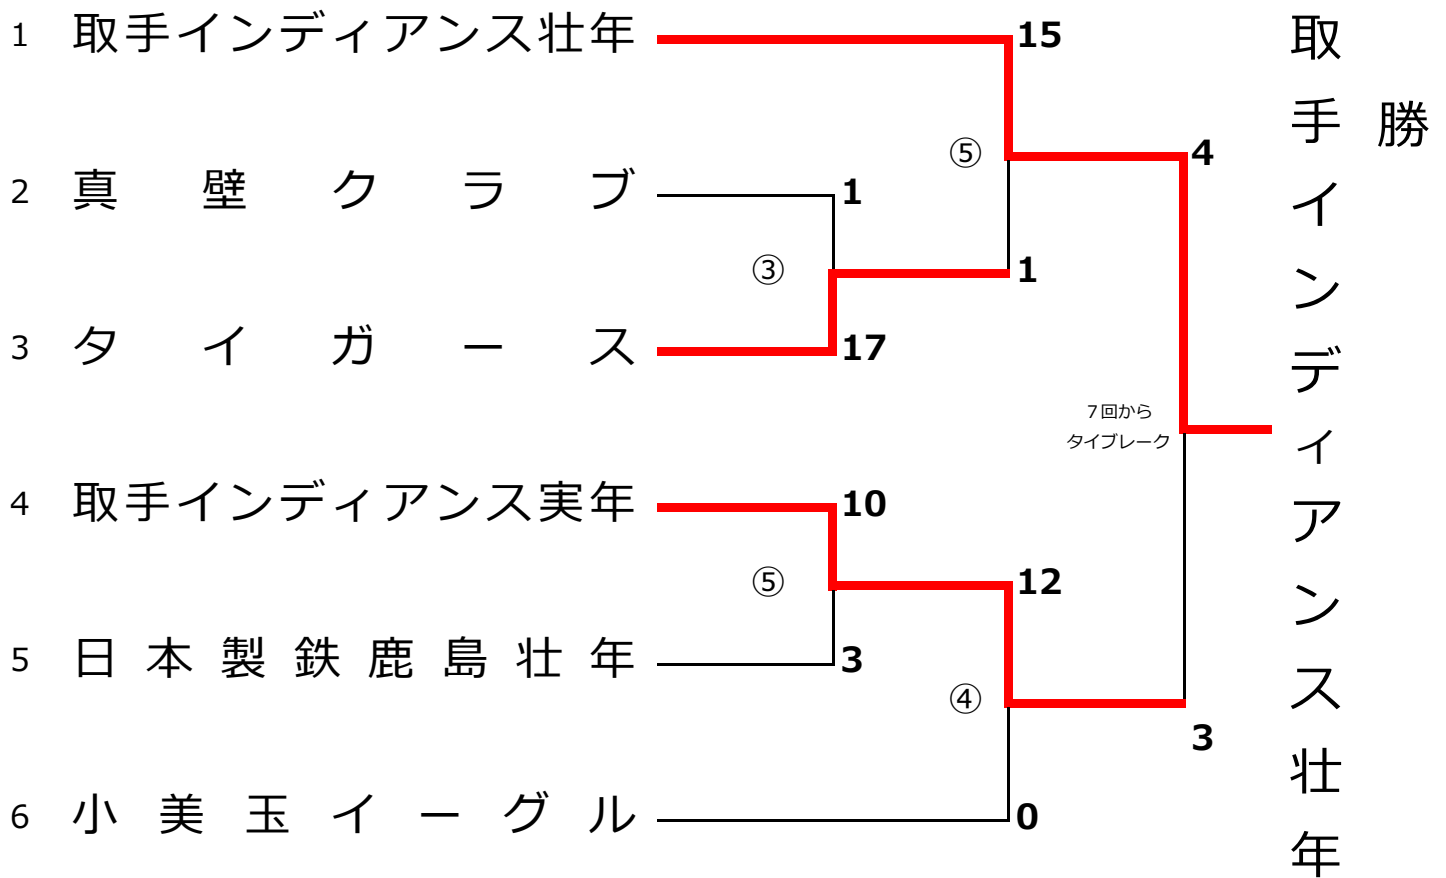 1 取手インディアンス壮年
15
⑤
4
2 真壁クラブ
1
③
1
3 タイガース
17
7回から
タイブレーク
4 取手インディアンス実年
10
⑤
12
5 日本製鉄鹿島壮年
3
④
3
6 小美玉イーグル
0
勝
取手インディアンス壮年